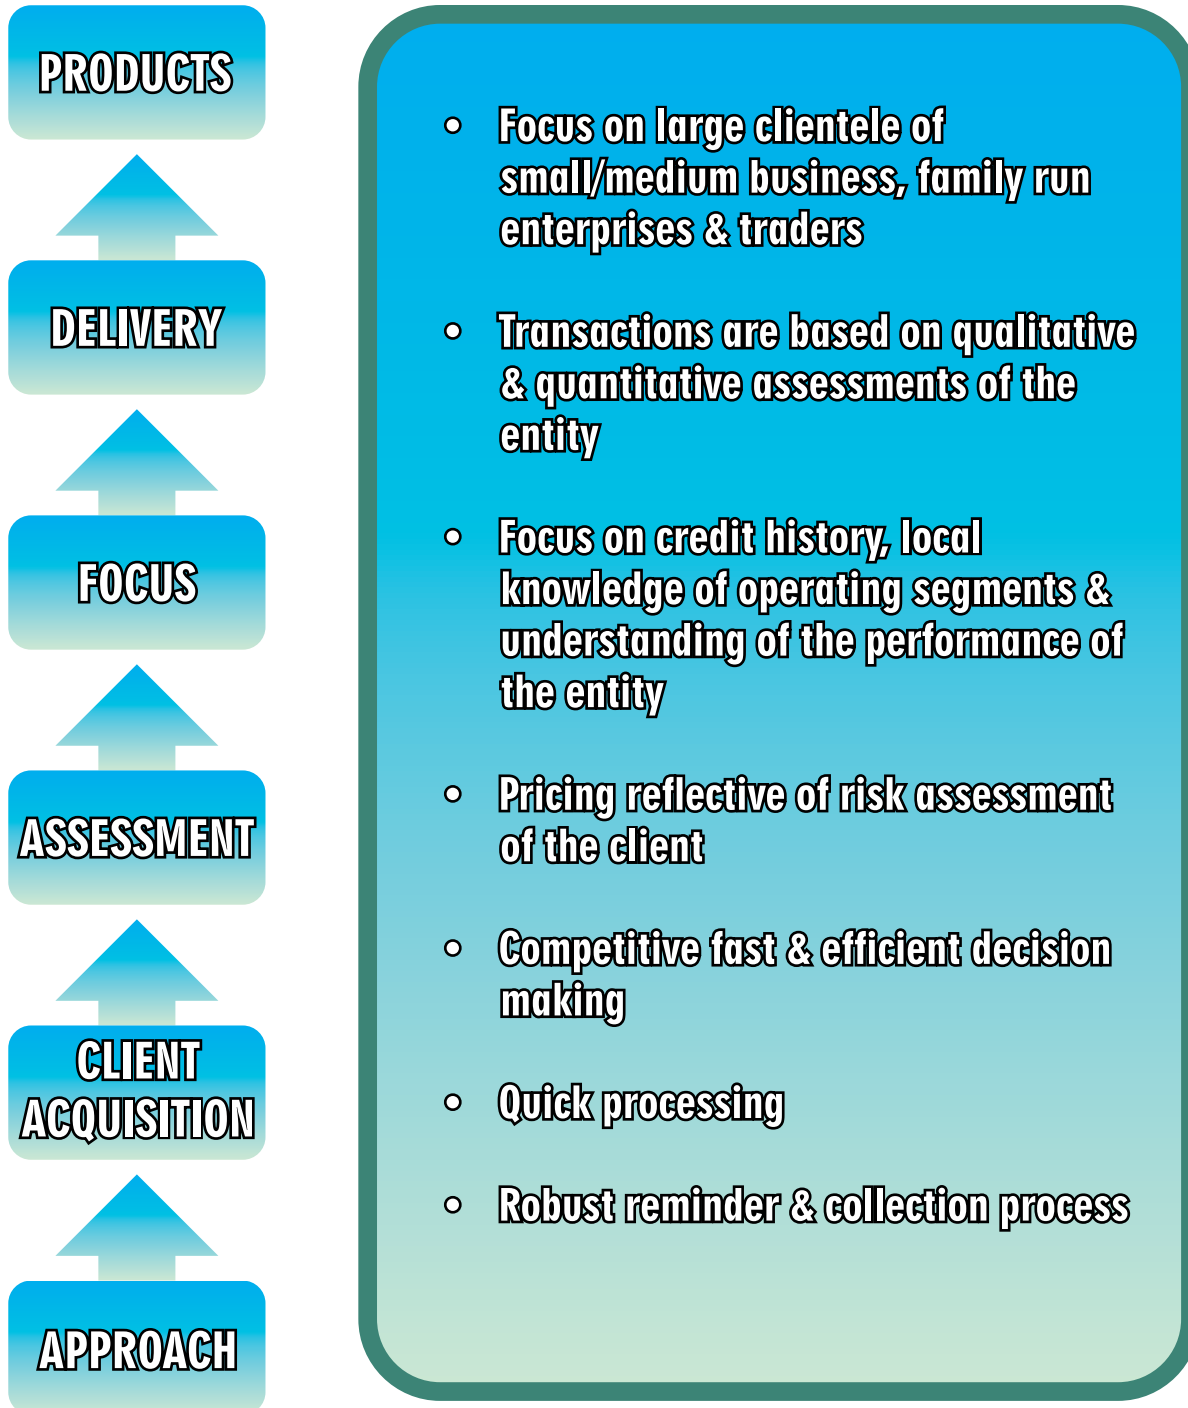 PRODUCTS
DELIVERY
FOCUS
ASSESSMENT
CLIENT
ACQUISITION
APPROACH
• Focus on large clientele of
small/medium business, family run
enterprises & traders
• Transactions are based on qualitative
& quantitative assessments of the
entity
• Focus on credit history, local
knowledge of operating segments &
understanding of the performance of
the entity
• Pricing reflective of risk assessment
of the client
• Competitive fast & efficient decision
making
• Quick processing
• Robust reminder & collection process